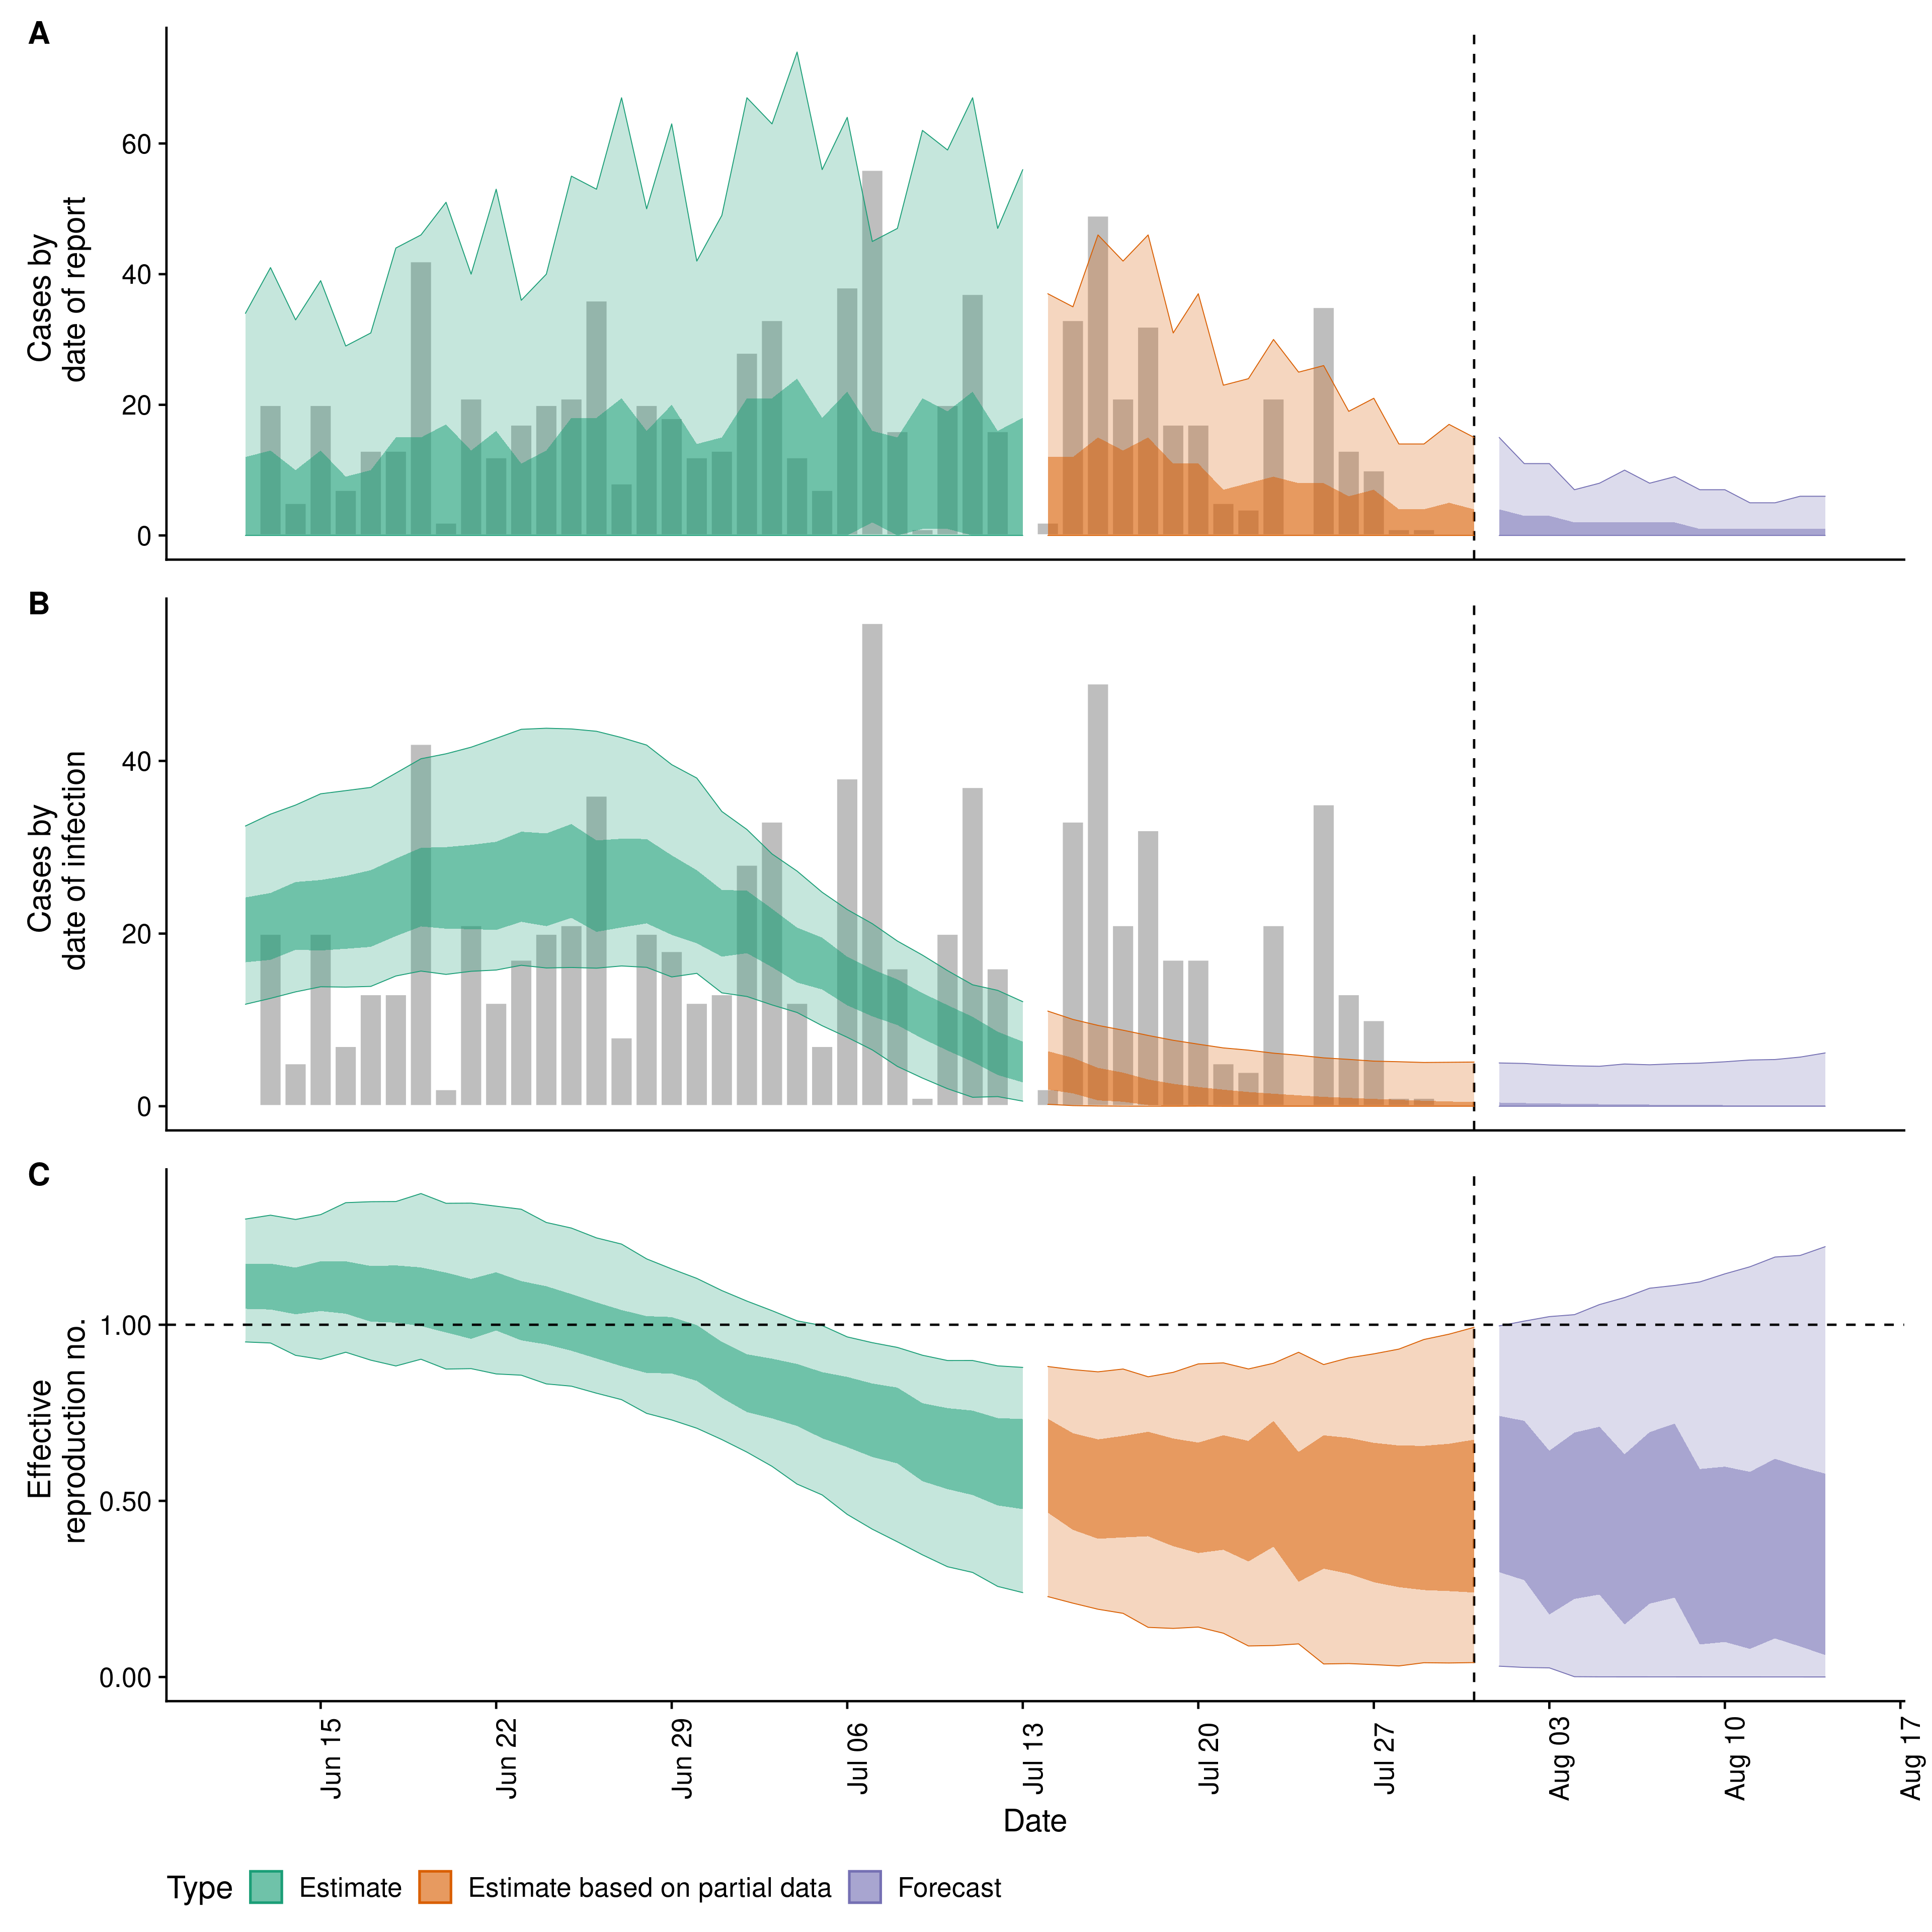 A
Cases by
date of report
60
40
20
0
B
Cases by
date of infection
40
20
0
C
Effective
reproduction no.
1.00
0.50
0.00
Jun 15
Jun 22
Jun 29
Jul 06
Jul 13
Jul 20
Jul 27
Aug 03
Aug 10
Aug 17
Date
Type Estimate Estimate based on partial data Forecast